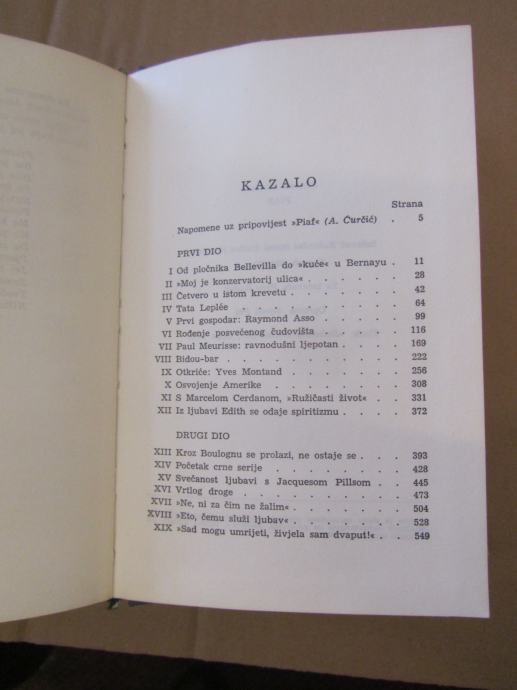 KAZALO
Strana
Napomene uz pripovijest »Piaf« (A. Ćurčić) . 5
PRVI DIO
I Od pločnika Bellevilla do »kuće« u Bernayu . . 11
II »Moj je konzervatorij ulica« . . . . . . 28
III Četvero u istom krevetu . . . . . . 42
IV Tata Leplée . . . . . . . . . 64
V Prvi gospodar: Raymond Asso . . . . . 99
VI Rođenje posvečenog čudovišta . . . . . 116
VII Paul Meurisse: ravnodušni ljepotan . . . . 169
VIII Bidou-bar . . . . . . . . . 222
IX Otkriće: Yves Montand . . . . . . 256
X Osvojenje Amerike . . . . . . . 308
XI S Marcelom Cerdanom, »Ružičasti život« . . . 331
XII Iz ljubavi Edith se odaje spiritizmu . . . . 372
DRUGI DIO
XIII Kroz Boulognu se prolazi, ne ostaje se . . . 393
XIV Početak crne serije . . . . . . . 428
XV Svečanost ljubavi s Jacquesom Pillsom . . . 445
XVI Vrtlog droge . . . . . . . . 473
XVII »Ne, ni za čim ne žalim« . . . . . . 504
XVIII »Eto, čemu služi ljubav« . . . . . . 528
XIX »Sad mogu umrijeti, živjela sam dvaput!« . . 549